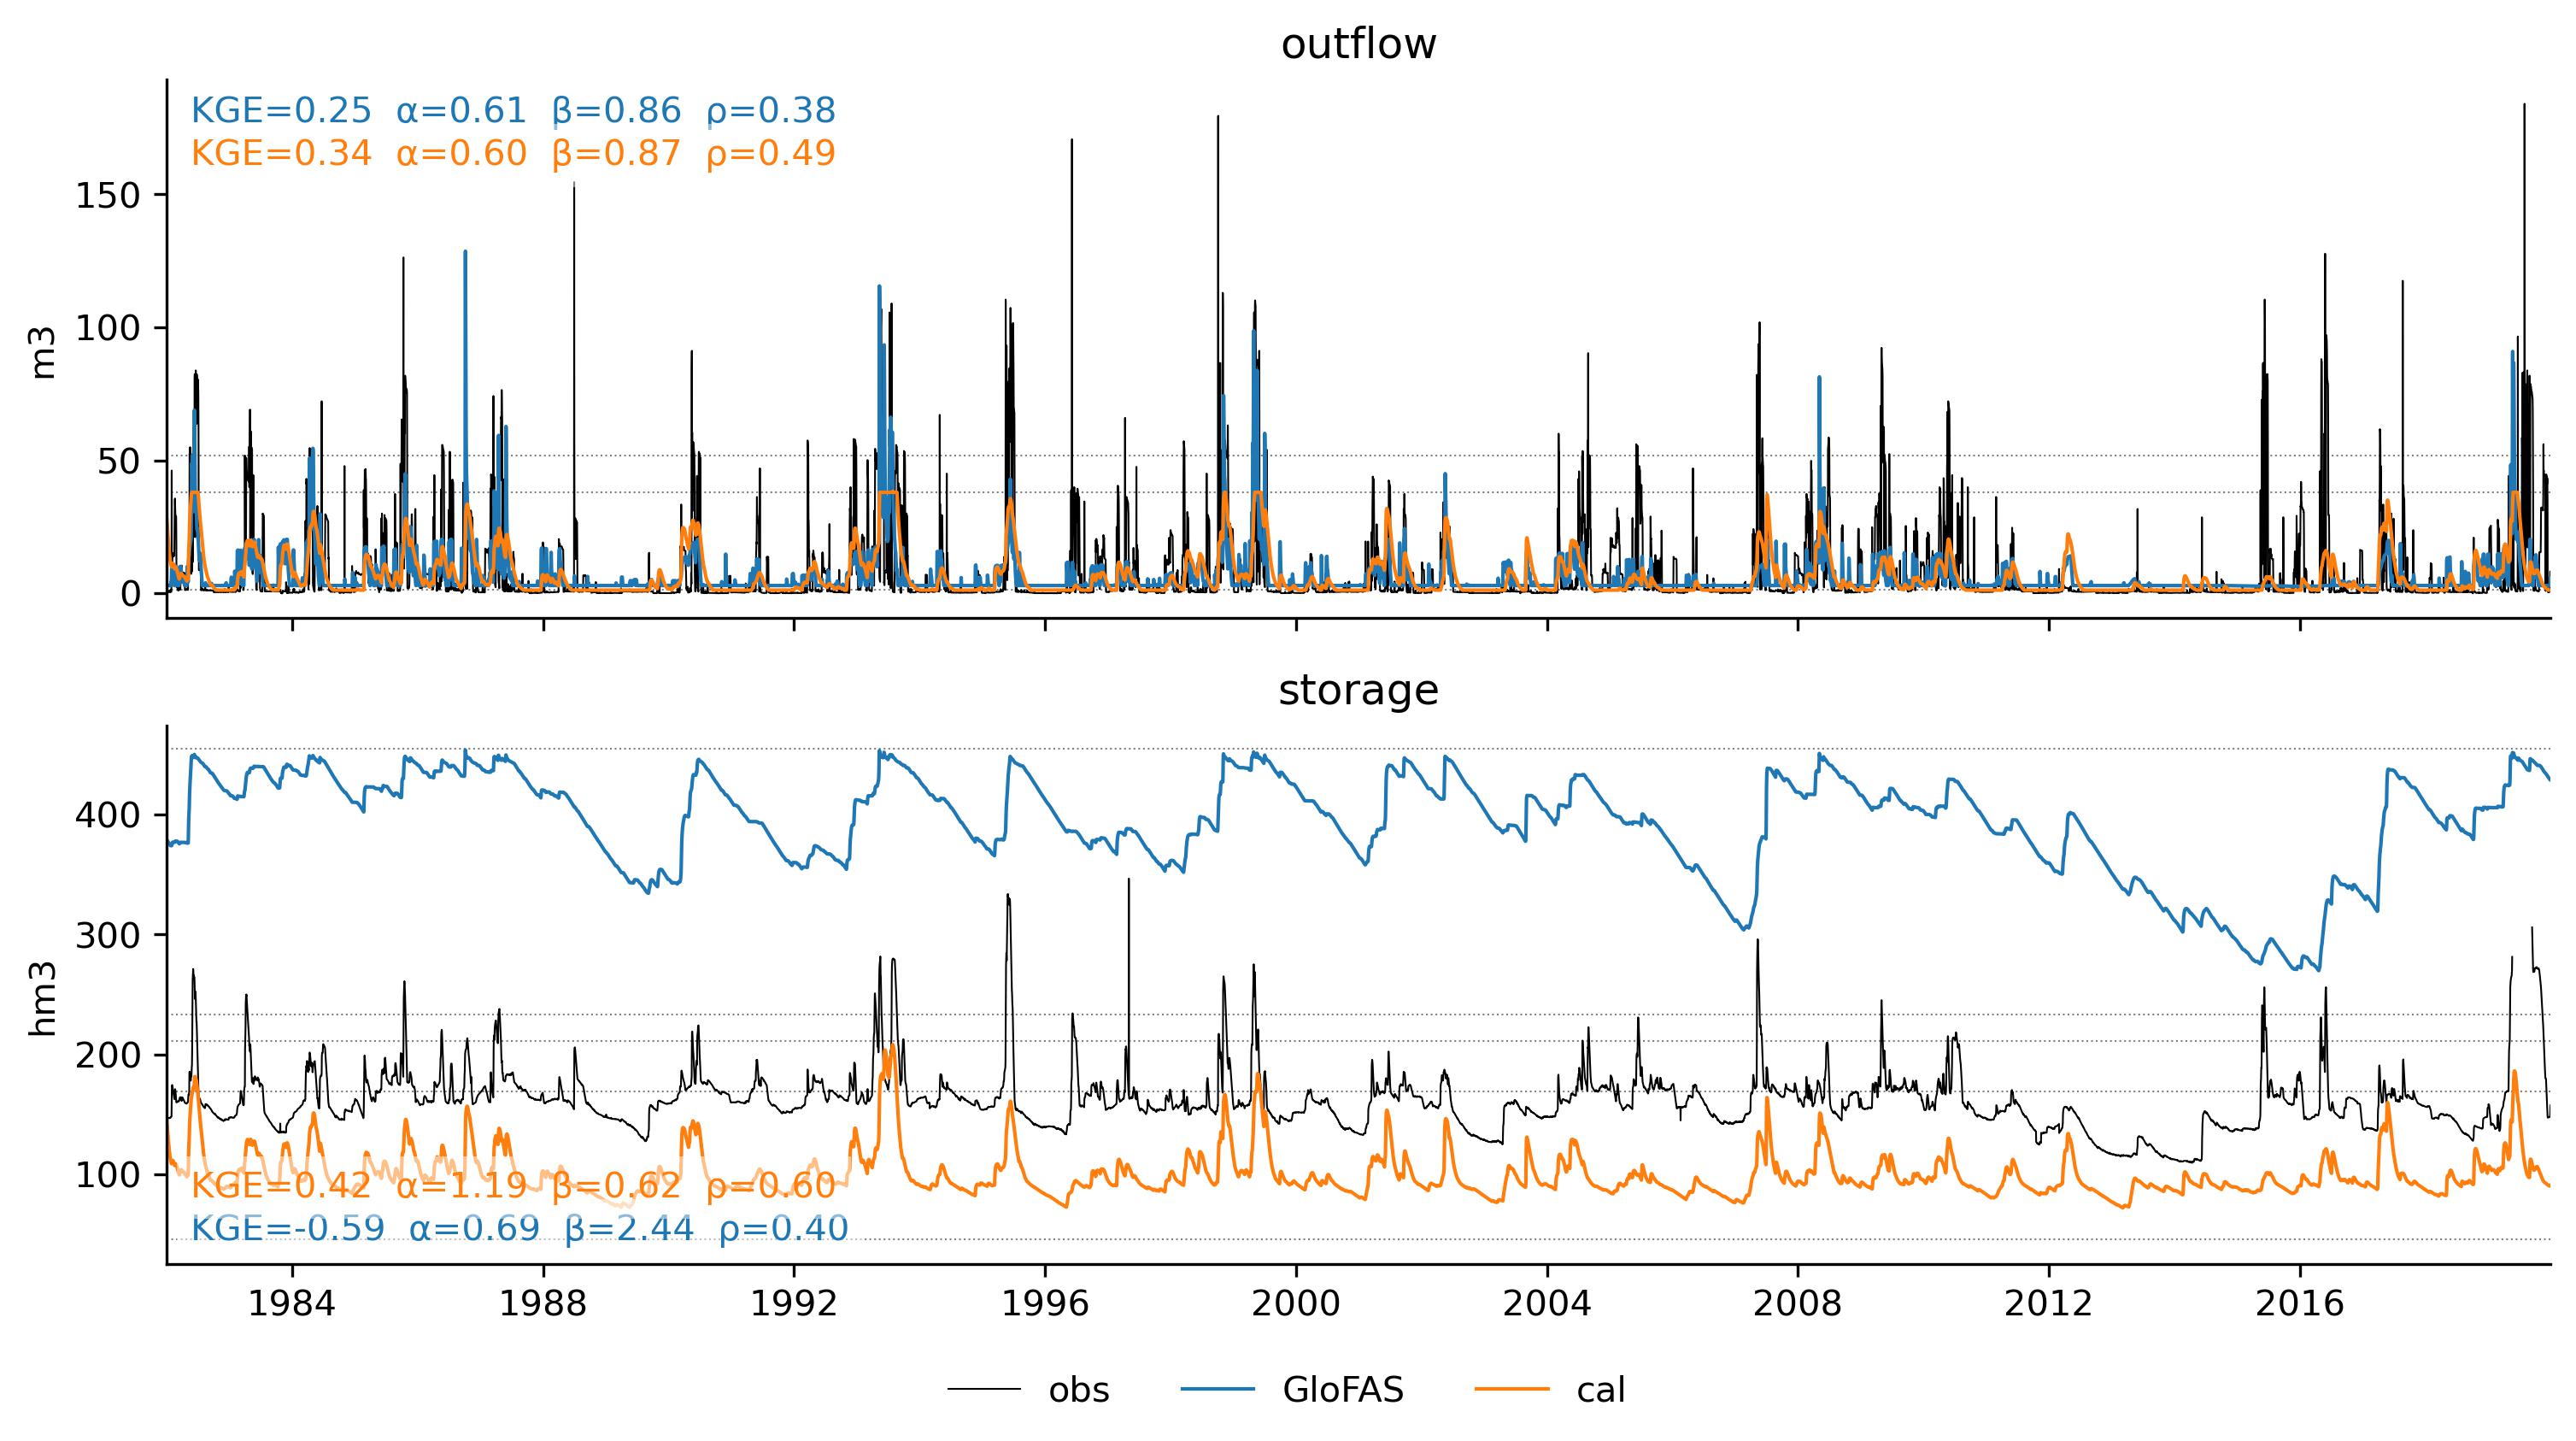 outflow
KGE=0.25 α=0.61 β=0.86 ρ=0.38
KGE=0.34 α=0.60 β=0.87 ρ=0.49
m3
150
100
50
0
storage
hm3
400
300
200
100
KGE=0.42 α=1.19 β=0.62 ρ=0.60
KGE=-0.59 α=0.69 β=2.44 ρ=0.40
1984 1988 1992 1996 2000 2004 2008 2012 2016
obs GloFAS cal